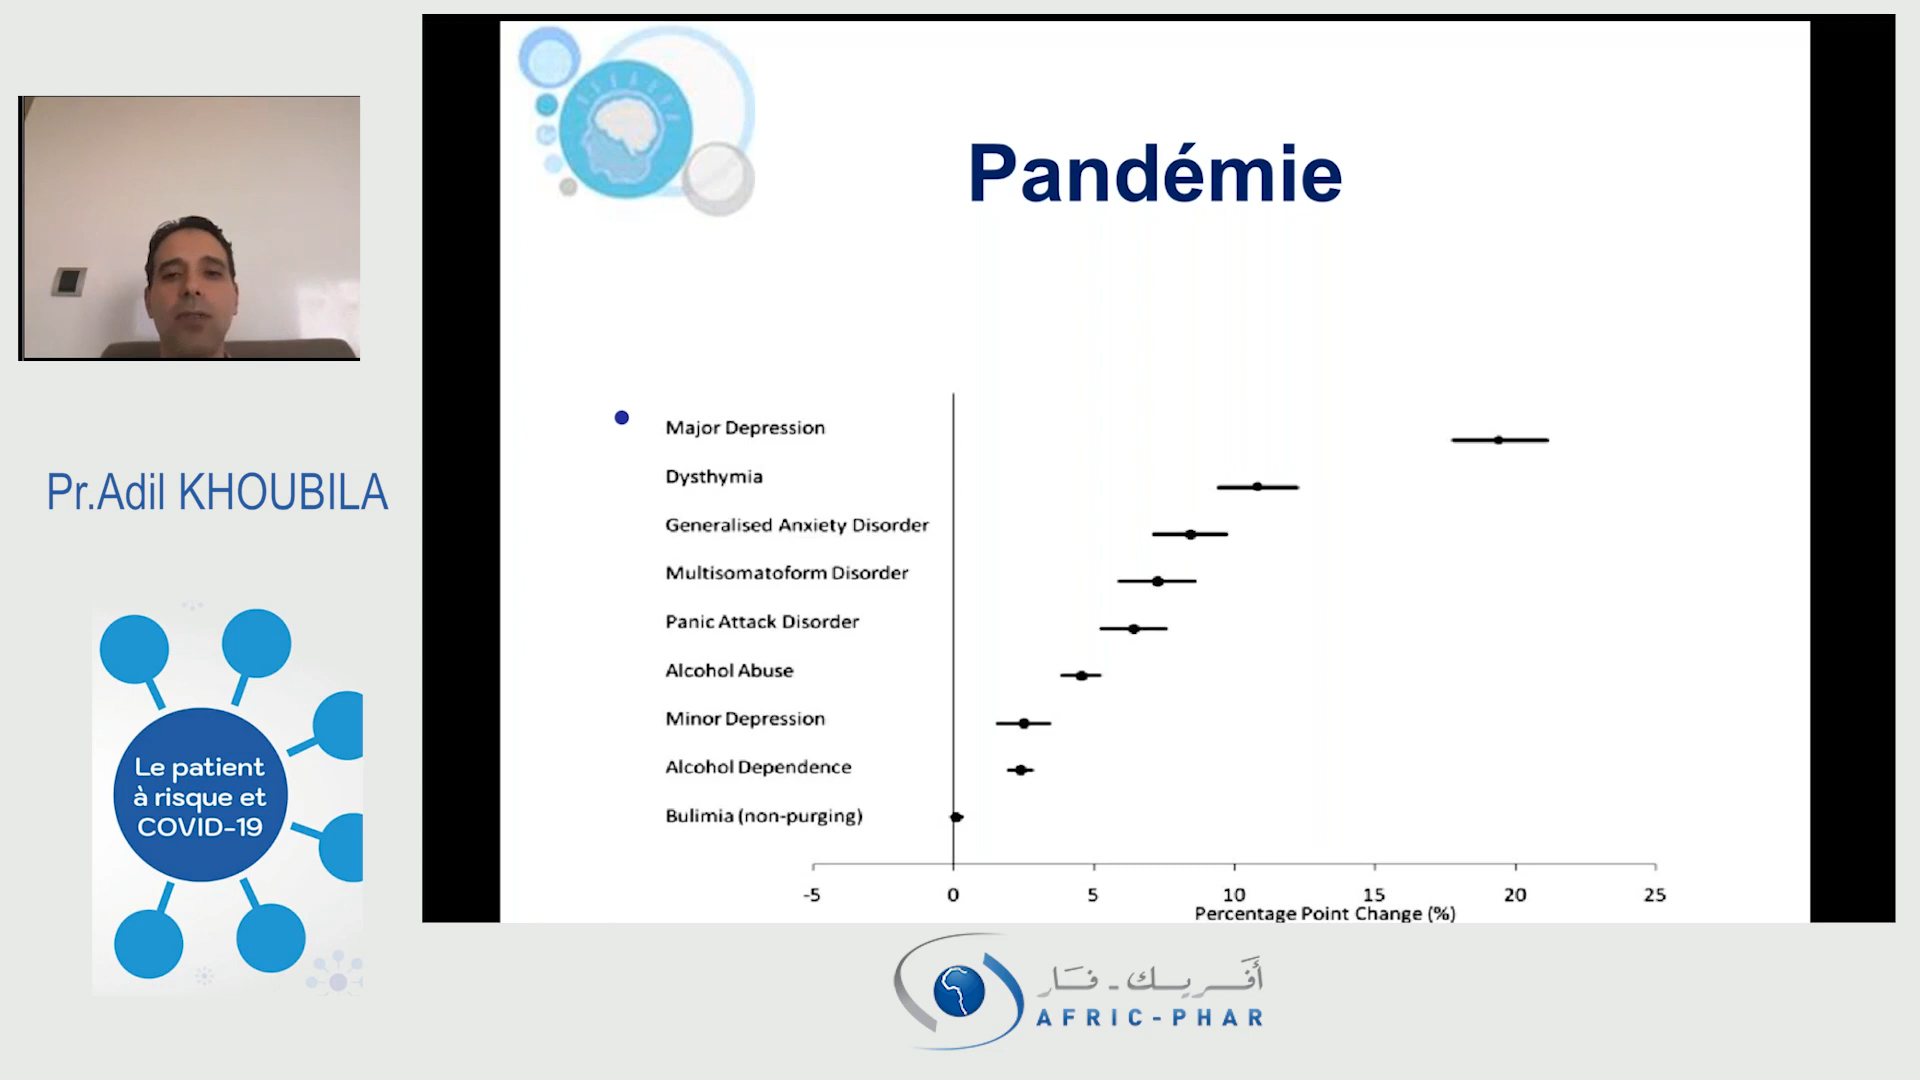 Pandémie
Pr.Adil KHOUBILA
Major Depression
Dysthymia
Generalised Anxiety Disorder
Multisomatoform Disorder
Panic Attack Disorder
Alcohol Abuse
Minor Depression
Alcohol Dependence
Bulimia (non-purging)
-5 0 5 10 15 20 25
Percentage Point Change (%)
Le patient
à risque et
COVID-19
أفريك - فار
AFRIC-PHAR